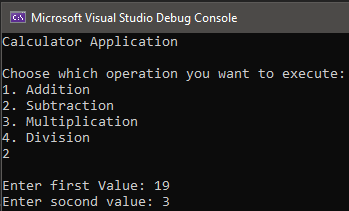 Microsoft Visual Studio Debug Console
Calculator Application
Choose which operation you want to execute:
1. Addition
2. Subtraction
3. Multiplication
4. Division
2
Enter first Value: 19
Enter socond value: 3